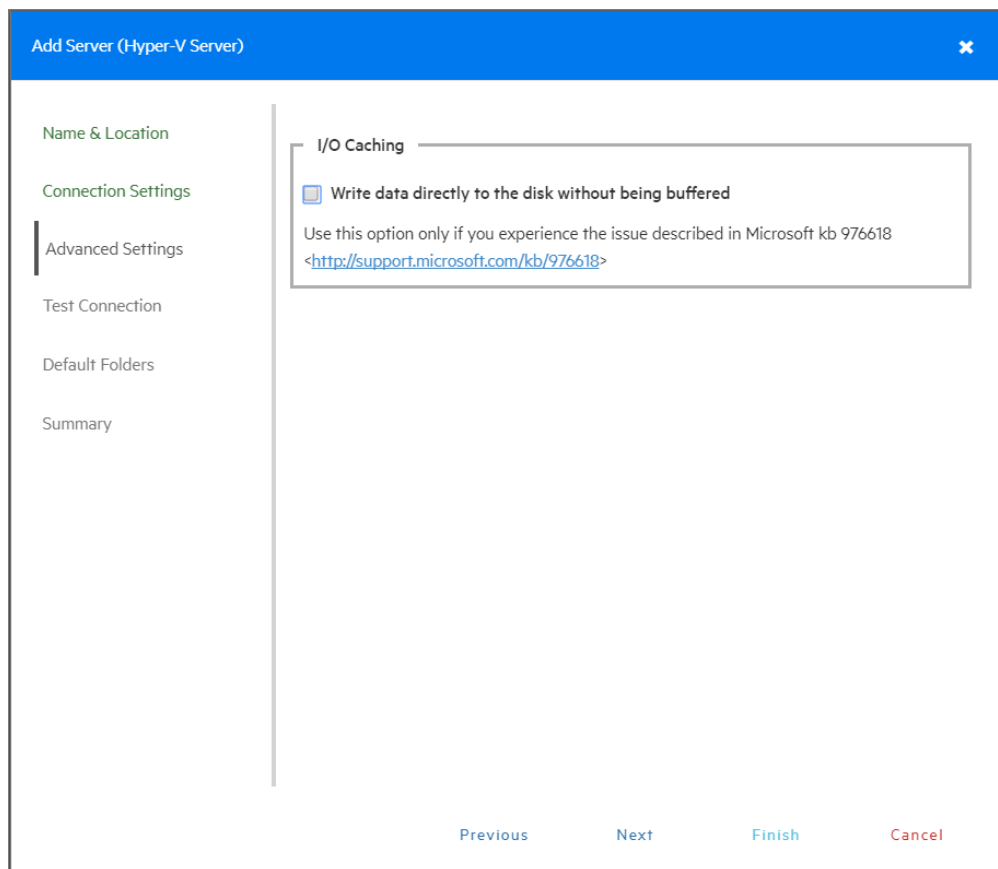 Add Server (Hyper-V Server)
Name & Location
Connection Settings
Advanced Settings
Test Connection
Default Folders
Summary
I/O Caching
Write data directly to the disk without being buffered
Use this option only if you experience the issue described in Microsoft kb 976618
<http://support.microsoft.com/kb/976618>
Previous Next Finish Cancel